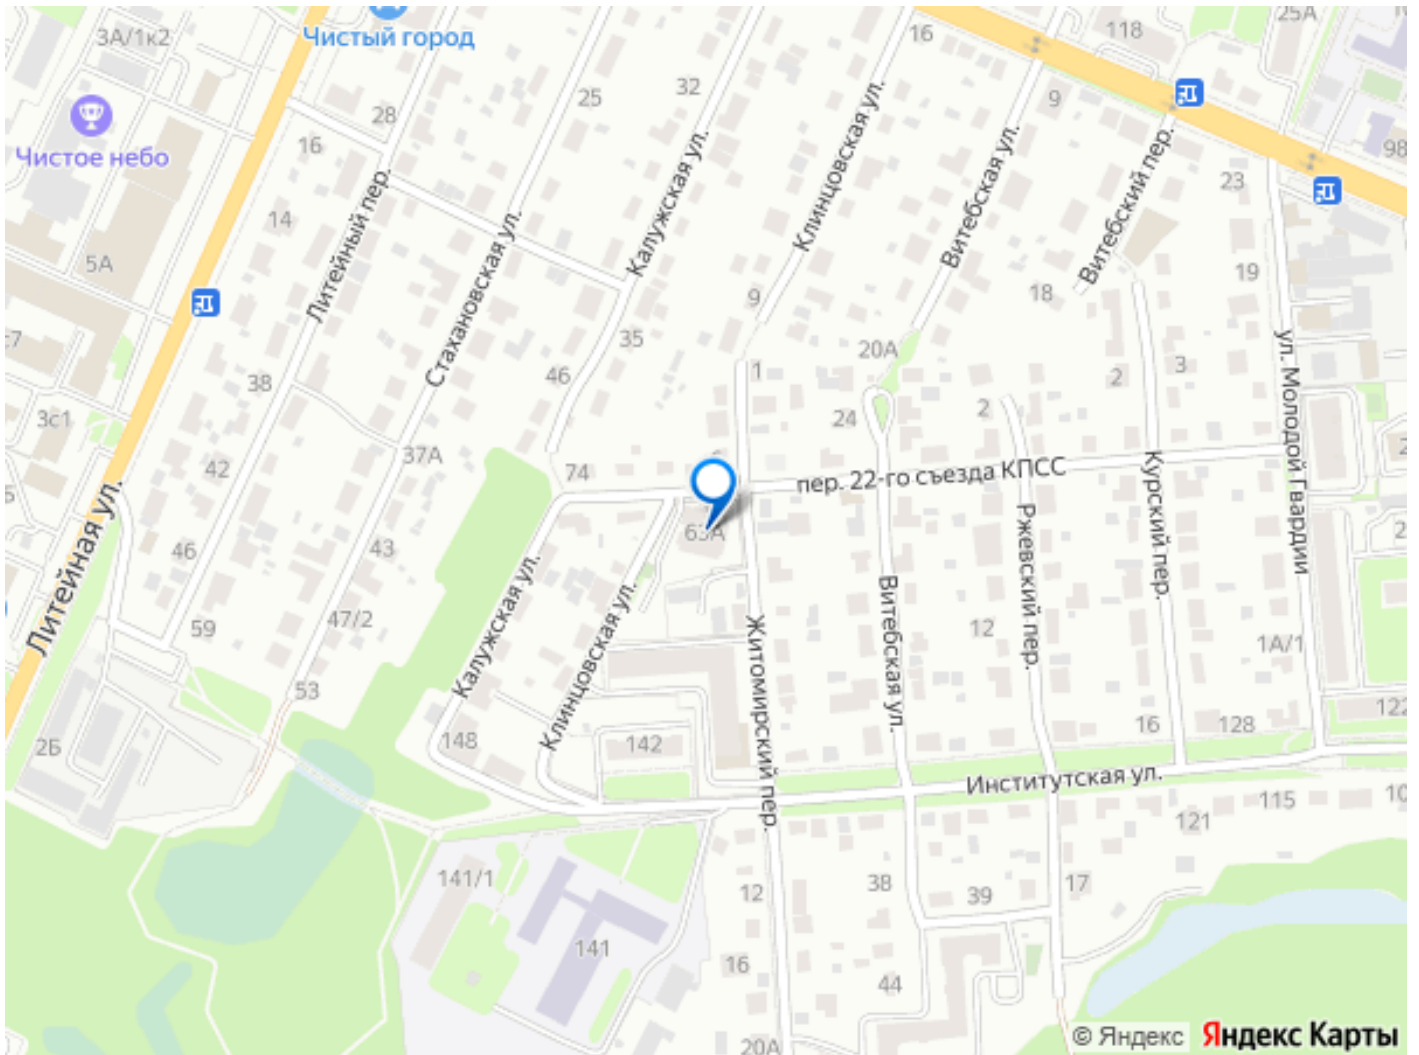 3А/1к2
Чистый город
16
118
25А
28
25
32
9
98
Чистое небо
16
23
14
5А
Литейный пер.
Стахановская ул.
Калужская ул.
Клинцовская ул.
Витебская ул.
Витебский пер.
18
19
9
с7
35
20А
38
46
1
2
3
3с1
24
2
ул. Молодой Гвардии
42
37А
74
пер. 22-го съезда КПСС
Курский пер.
Литейная ул.
63А
46
43
Калужская ул.
Клинцовская ул.
Житомирский пер.
Витебская ул.
Ржевский пер.
59
47/2
12
1А/1
53
2Б
148
142
16
128
122
Институтская ул.
115
121
141/1
12
38
39
17
141
16
44
20А
© Яндекс
Яндекс Карты